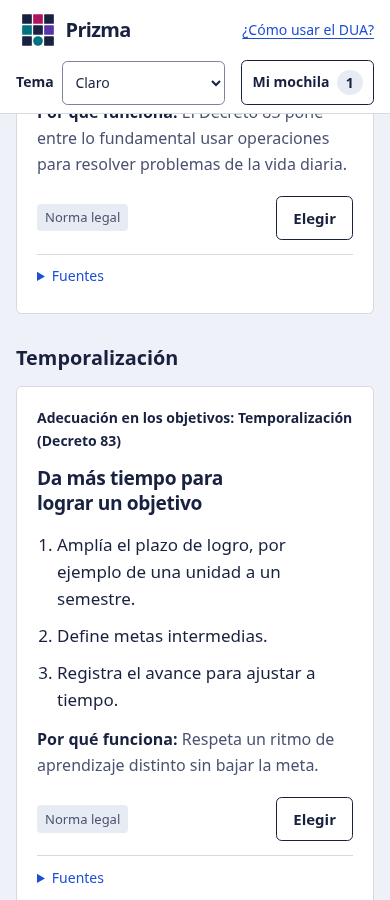 Prizma
¿Cómo usar el DUA?
Tema
Claro
Mi mochila 1
Por qué funciona: El Decreto 83 pone
entre lo fundamental usar operaciones
para resolver problemas de la vida diaria.
Norma legal
Elegir
Fuentes
Temporalización
Adecuación en los objetivos: Temporalización
(Decreto 83)
Da más tiempo para
lograr un objetivo
1. Amplía el plazo de logro, por
ejemplo de una unidad a un
semestre.
2. Define metas intermedias.
3. Registra el avance para ajustar a
tiempo.
Por qué funciona: Respeta un ritmo de
aprendizaje distinto sin bajar la meta.
Norma legal
Elegir
Fuentes